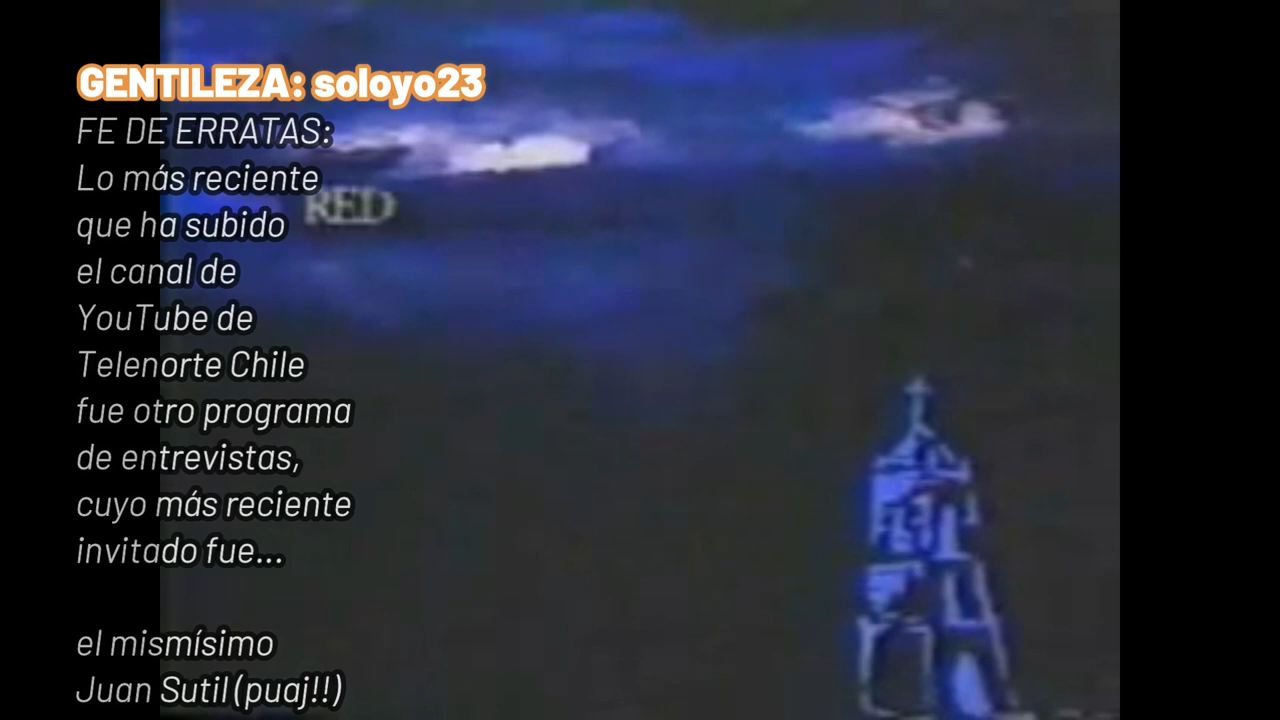 GENTILEZA: soloyo23
FE DE ERRATAS:
Lo más reciente
que ha subido
el canal de
YouTube de
Telenorte Chile
fue otro programa
de entrevistas,
cuyo más reciente
invitado fue...
el mismísimo
Juan Sutil (puaj!!)
RED